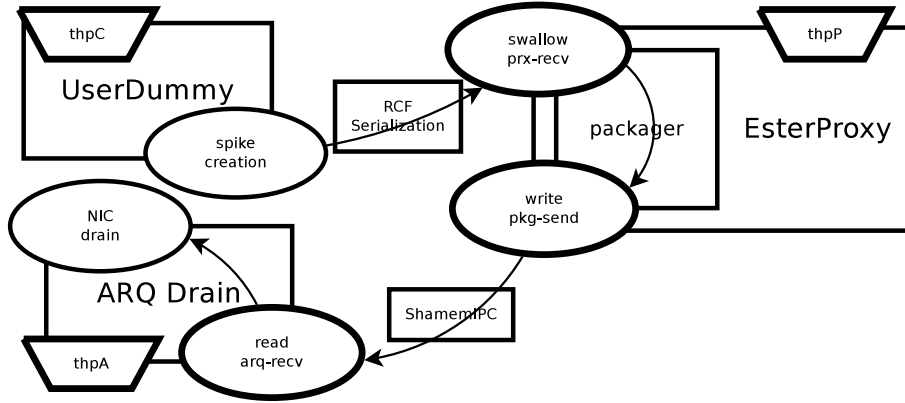 thpC
UserDummy
spike
creation
RCF
Serialization
swallow
prx-recv
packager
write
pkg-send
thpP
EsterProxy
NIC
drain
ARQ Drain
thpA
read
arq-recv
ShamemIPC